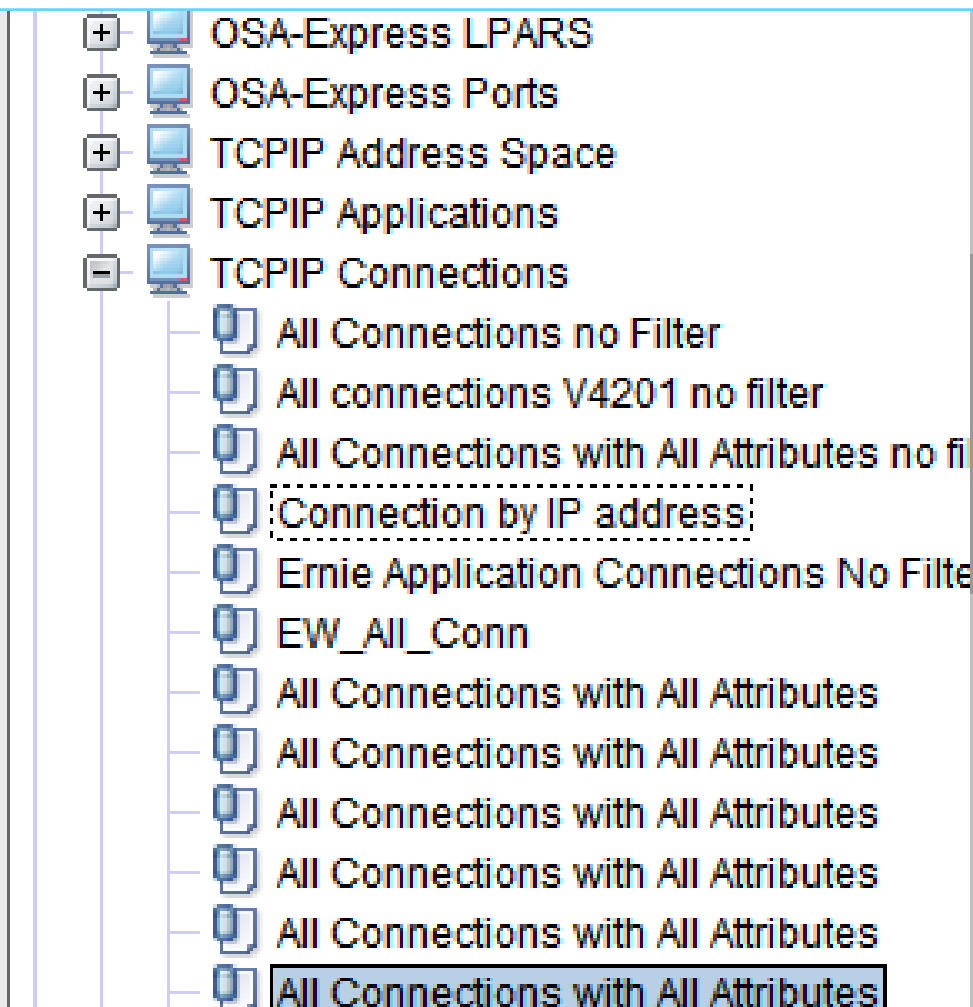 OSA-Express LPARS
OSA-Express Ports
TCPIP Address Space
TCPIP Applications
TCPIP Connections
All Connections no Filter
All connections V4201 no filter
All Connections with All Attributes no fil
Connection by IP address
Ernie Application Connections No Filte
EW_All_Conn
All Connections with All Attributes
All Connections with All Attributes
All Connections with All Attributes
All Connections with All Attributes
All Connections with All Attributes
All Connections with All Attributes